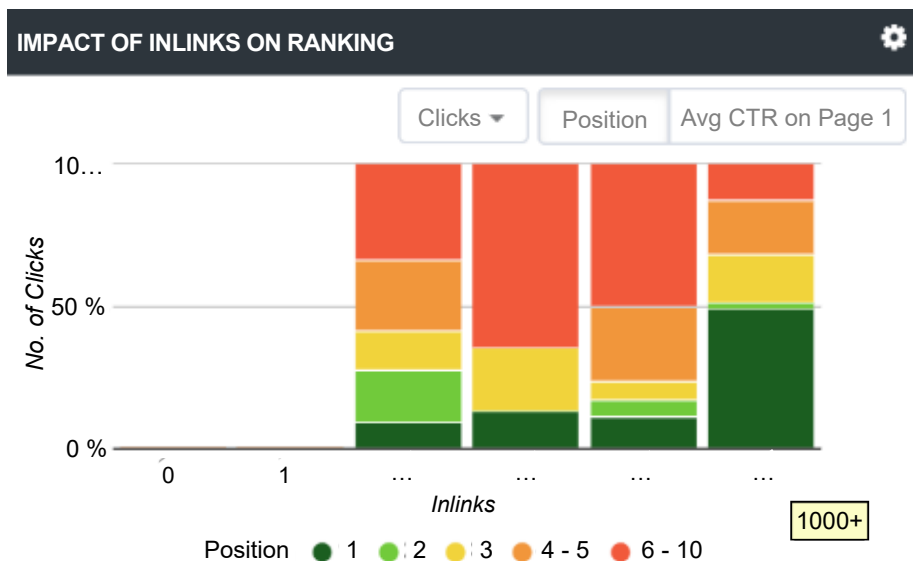 IMPACT OF INLINKS ON RANKING
Clicks Position Avg CTR on Page 1
10…
50 %
0 %
No. of Clicks
0 1 … … … …
Inlinks
1000+
Position 1 2 3 4 - 5 6 - 10